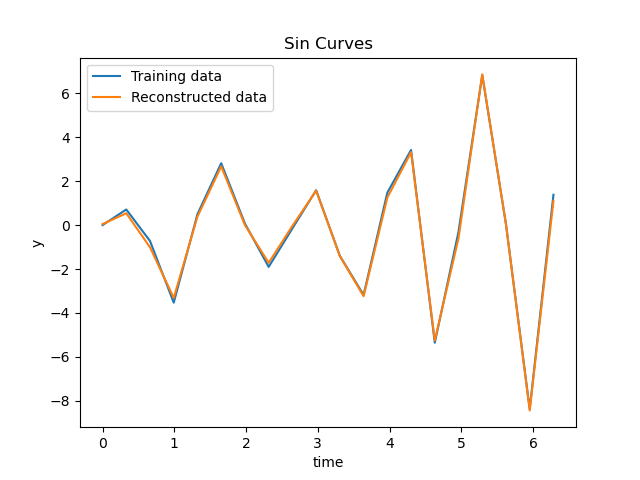 Sin Curves
Training data
Reconstructed data
6
4
2
0
−2
−4
−6
−8
y
0 1 2 3 4 5 6
time